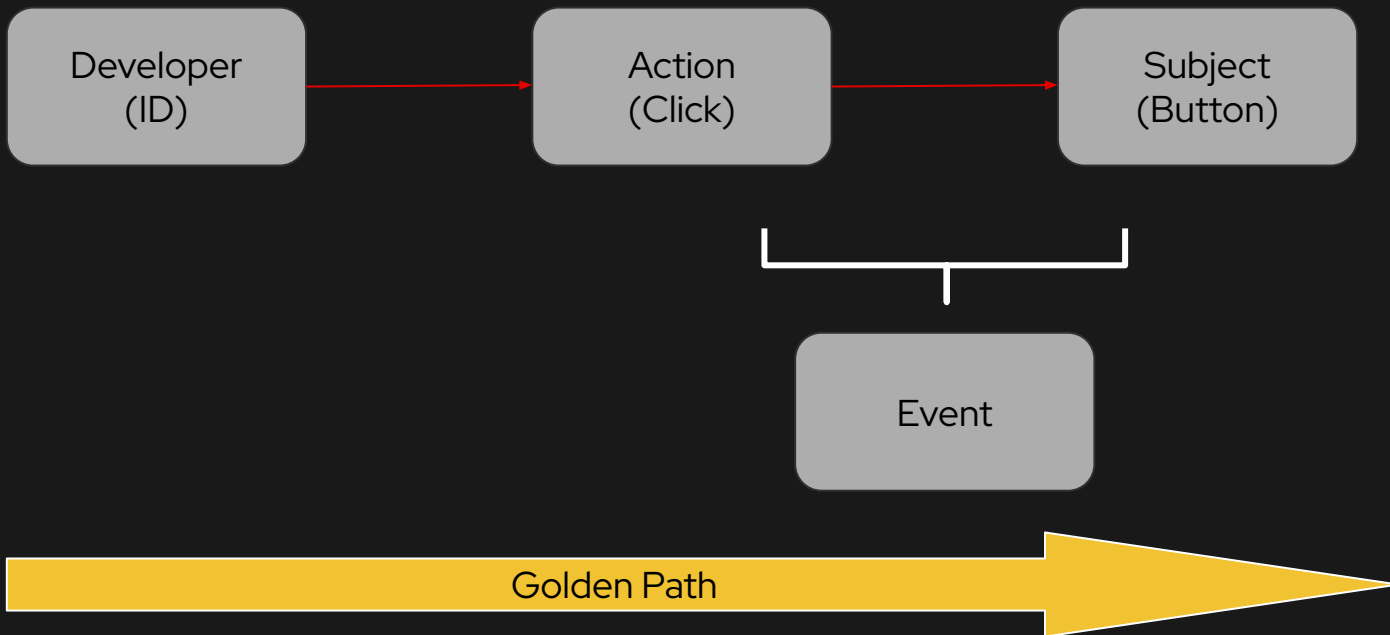 Developer
(ID)
Action
(Click)
Subject
(Button)
Event
Golden Path